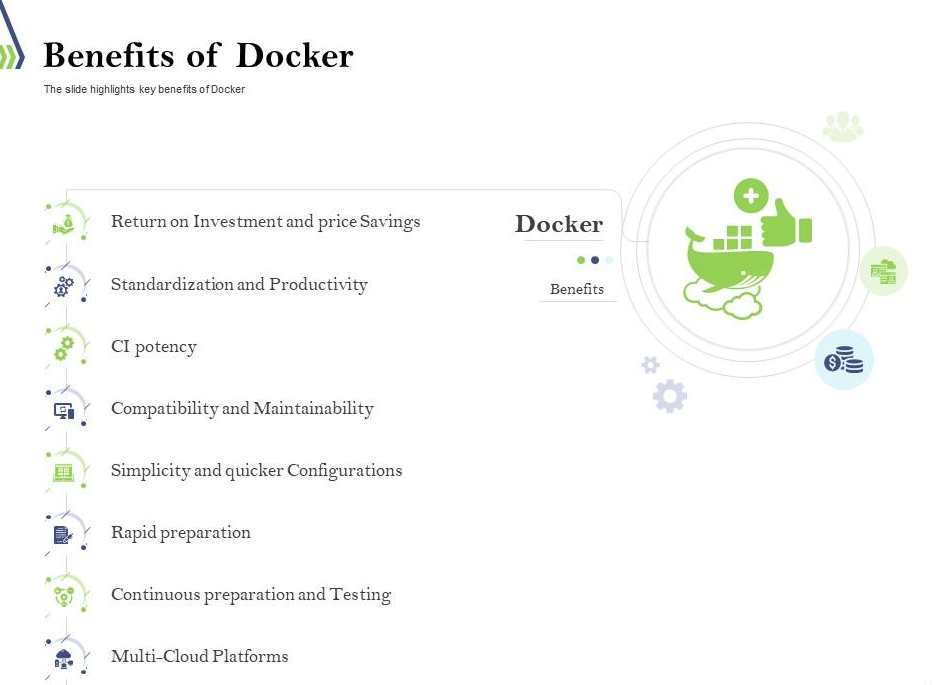 Benefits of Docker
The slide highlights key benefits of Docker
Return on Investment and price Savings
Standardization and Productivity
CI potency
Compatibility and Maintainability
Simplicity and quicker Configurations
Rapid preparation
Continuous preparation and Testing
Multi-Cloud Platforms
Docker
Benefits